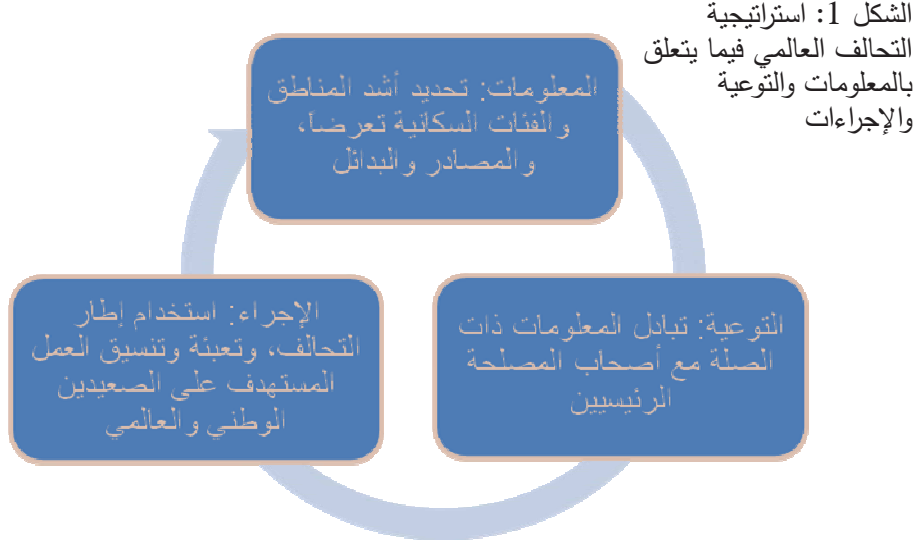 الشكل 1: استراتيجية
التحالف العالمي فيما يتعلق
بالمعلومات والتوعية
والإجراءات
المعلومات: تحديد أشد المناطق
والفئات السكانية تعرضاً،
والمصادر والبدائل
التوعية: تبادل المعلومات ذات
الصلة مع أصحاب المصلحة
الرئيسيين
الإجراء: استخدام إطار
التحالف، وتعبئة وتنسيق العمل
المستهدف على الصعيدين
الوطني والعالمي